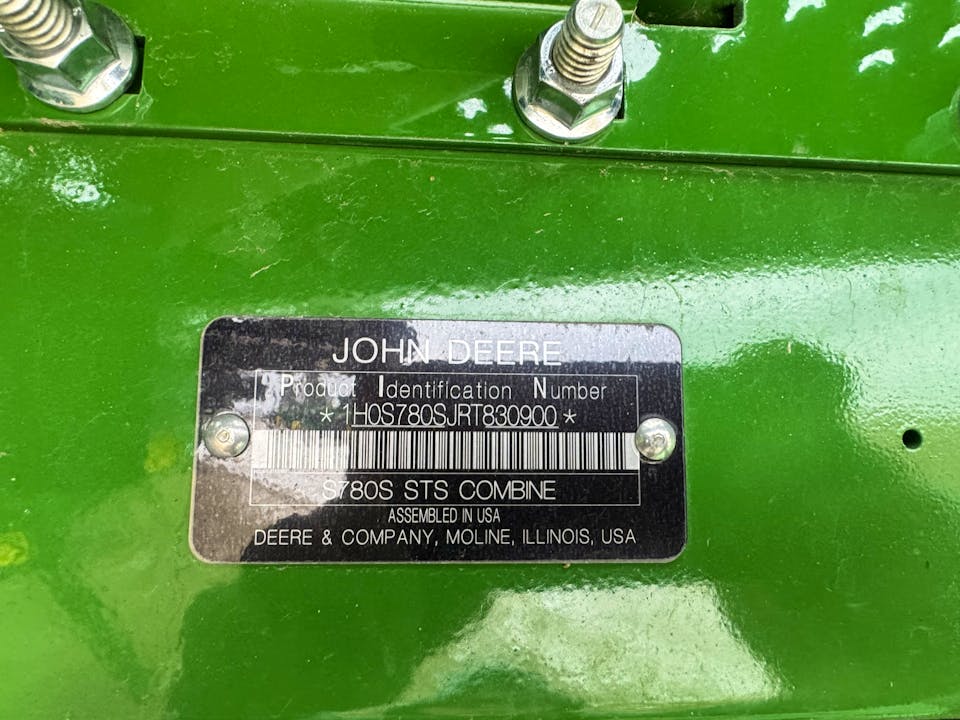 JOHN DEERE
Product Identification Number
*1H0S780SJRT830900*
S780S STS COMBINE
ASSEMBLED IN USA
DEERE & COMPANY, MOLINE, ILLINOIS, USA